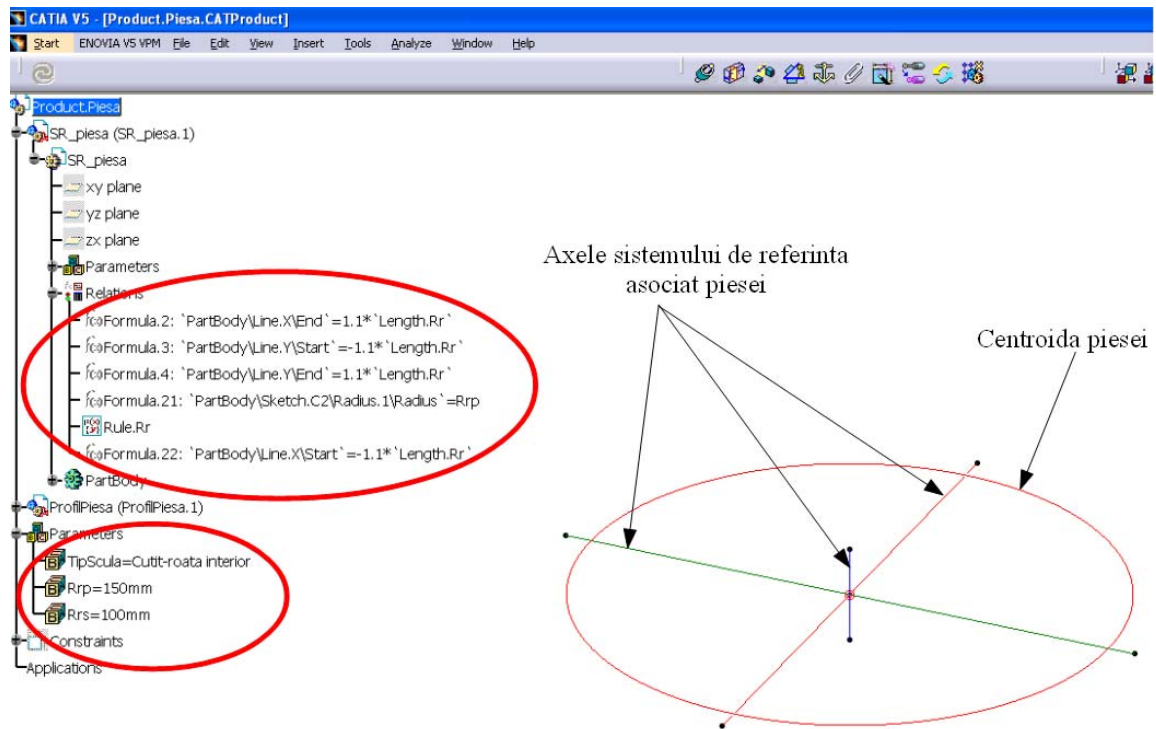 CATIA V5 - [Product.Piesa.CATProduct]
Start ENOVIA V5 VPM File Edit View Insert Tools Analyze Window Help
Product.Piesa
SR_piesa (SR_piesa.1)
SR_piesa
xy plane
yz plane
zx plane
Parameters
Relations
f(x)Formula.2: `PartBody\Line.X\End`=1.1*`Length.Rr`
f(x)Formula.3: `PartBody\Line.Y\Start`=-1.1*`Length.Rr`
f(x)Formula.4: `PartBody\Line.Y\End`=1.1*`Length.Rr`
f(x)Formula.21: `PartBody\Sketch.C2\Radius.1\Radius`=Rrp
Rule.Rr
f(x)Formula.22: `PartBody\Line.X\Start`=-1.1*`Length.Rr`
PartBody
ProfilPiesa (ProfilPiesa.1)
Parameters
TipScula=Cutit-roata interior
Rrp=150mm
Rrs=100mm
Constraints
Applications
Axele sistemului de referinta
asociat piesei
Centroida piesei